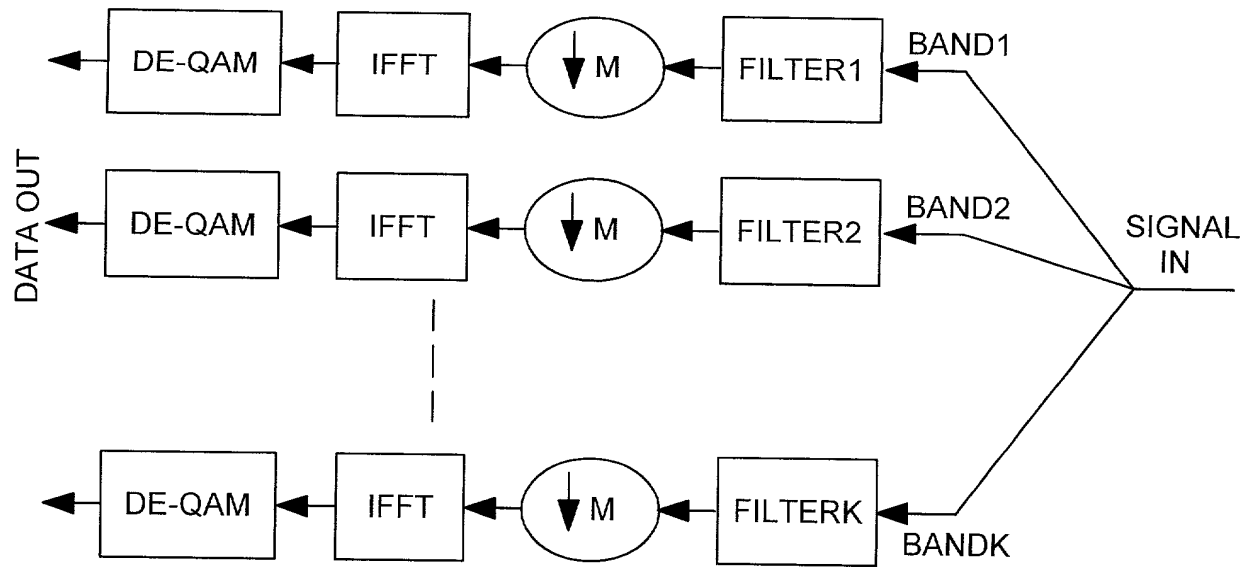 DE-QAM IFFT ↓ M FILTER1 BAND1
DATA OUT
DE-QAM IFFT ↓ M FILTER2 BAND2
SIGNAL
IN
DE-QAM IFFT ↓ M FILTERK BANDK